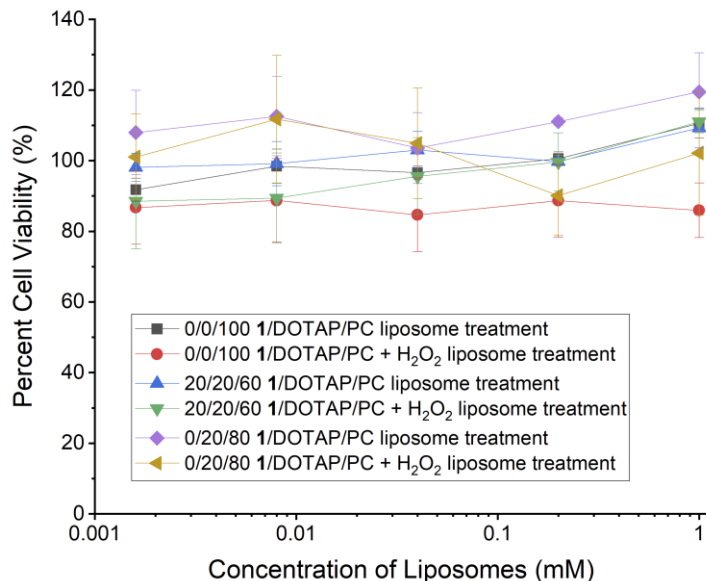 140
120
100
80
60
40
20
0
Percent Cell Viability (%)
0/0/100 1/DOTAP/PC liposome treatment
0/0/100 1/DOTAP/PC + H₂O₂ liposome treatment
20/20/60 1/DOTAP/PC liposome treatment
20/20/60 1/DOTAP/PC + H₂O₂ liposome treatment
0/20/80 1/DOTAP/PC liposome treatment
0/20/80 1/DOTAP/PC + H₂O₂ liposome treatment
0.001 0.01 0.1 1
Concentration of Liposomes (mM)